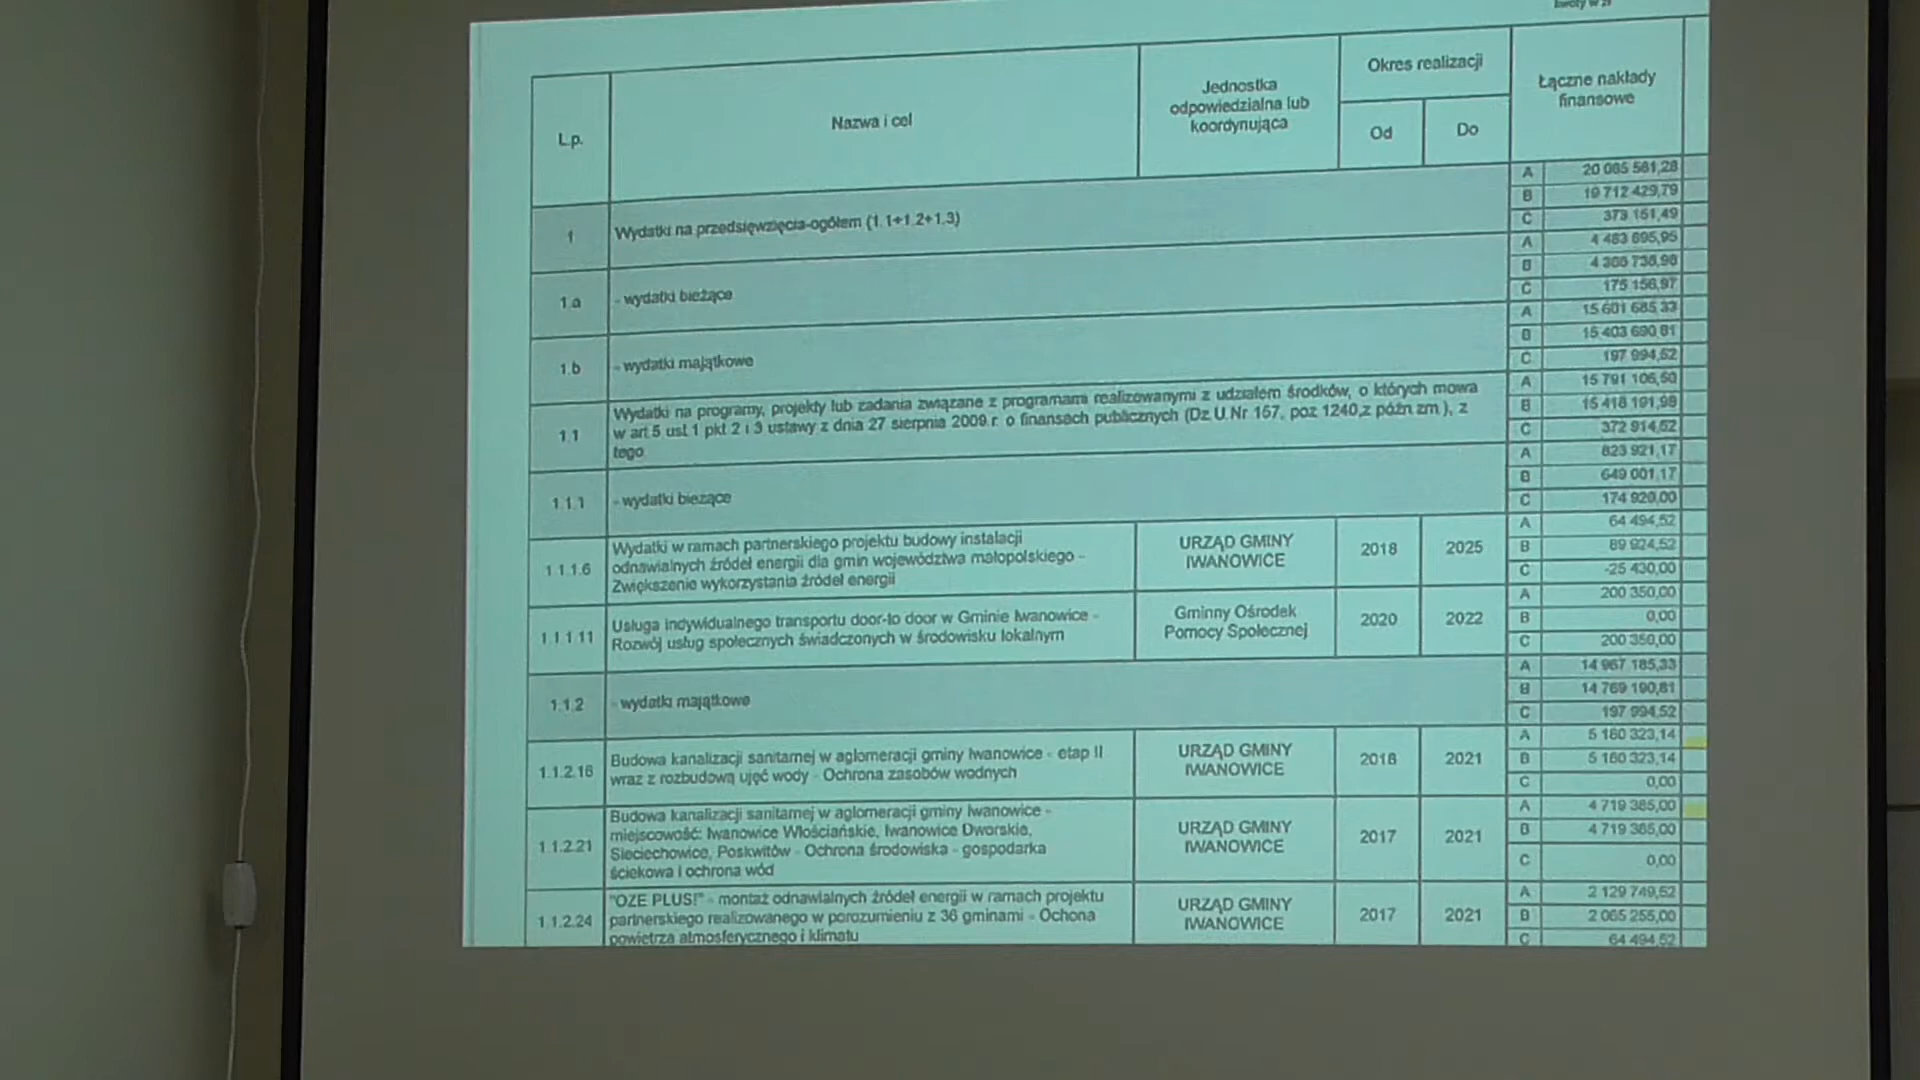 kwoty w zł
L.p.
Nazwa i cel
Jednostka
odpowiedzialna lub
koordynująca
Okres realizacji
Od
Do
Łączne nakłady
finansowe
1
Wydatki na przedsięwzięcia-ogółem (1.1+1.2+1.3)
A 20 085 581,28
B 19 712 429,79
C 373 151,49
1.a
- wydatki bieżące
A 4 483 895,95
B 4 308 738,98
C 175 156,97
1.b
- wydatki majątkowe
A 15 601 685,33
B 15 403 690,81
C 197 994,52
1.1
Wydatki na programy, projekty lub zadania związane z programami realizowanymi z udziałem środków, o których mowa
w art.5 ust.1 pkt 2 i 3 ustawy z dnia 27 sierpnia 2009 r. o finansach publicznych (Dz.U.Nr 157, poz.1240,z późn.zm.), z
tego
A 15 791 106,50
B 15 418 191,98
C 372 914,52
1.1.1
- wydatki bieżące
A 823 921,17
B 649 001,17
C 174 920,00
1.1.1.6
Wydatki w ramach partnerskiego projektu budowy instalacji
odnawialnych źródeł energii dla gmin województwa małopolskiego -
Zwiększenie wykorzystania źródeł energii
URZĄD GMINY
IWANOWICE
2018
2025
A 64 494,52
B 89 924,52
C -25 430,00
1.1.1.11
Usługa indywidualnego transportu door-to door w Gminie Iwanowice -
Rozwój usług społecznych świadczonych w środowisku lokalnym
Gminny Ośrodek
Pomocy Społecznej
2020
2022
A 200 350,00
B 0,00
C 200 350,00
1.1.2
- wydatki majątkowe
A 14 967 185,33
B 14 769 190,81
C 197 994,52
1.1.2.16
Budowa kanalizacji sanitarnej w aglomeracji gminy Iwanowice - etap II
wraz z rozbudową ujęć wody - Ochrona zasobów wodnych
URZĄD GMINY
IWANOWICE
2016
2021
A 5 160 323,14
B 5 160 323,14
C 0,00
1.1.2.21
Budowa kanalizacji sanitarnej w aglomeracji gminy Iwanowice -
miejscowość: Iwanowice Włościańskie, Iwanowice Dworskie,
Sieciechowice, Poskwitów - Ochrona środowiska - gospodarka
ściekowa i ochrona wód
URZĄD GMINY
IWANOWICE
2017
2021
A 4 719 385,00
B 4 719 385,00
C 0,00
1.1.2.24
"OZE PLUS!" - montaż odnawialnych źródeł energii w ramach projektu
partnerskiego realizowanego w porozumieniu z 36 gminami - Ochona
powietrza atmosferycznego i klimatu
URZĄD GMINY
IWANOWICE
2017
2021
A 2 129 749,52
B 2 065 255,00
C 64 494,52